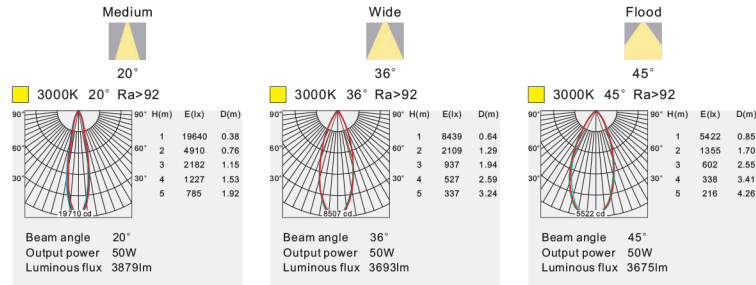 Medium
20°
3000K 20° Ra>92
90° 90° H(m) E(lx) D(m)
1 19640 0.38
60° 60° 2 4910 0.76
3 2182 1.15
30° 30° 4 1227 1.53
5 785 1.92
19710 cd
Beam angle 20°
Output power 50W
Luminous flux 3879lm
Wide
36°
3000K 36° Ra>92
90° 90° H(m) E(lx) D(m)
1 8439 0.64
60° 60° 2 2109 1.29
3 937 1.94
30° 30° 4 527 2.59
5 337 3.24
8507 cd
Beam angle 36°
Output power 50W
Luminous flux 3693lm
Flood
45°
3000K 45° Ra>92
90° 90° H(m) E(lx) D(m)
1 5422 0.85
60° 60° 2 1355 1.70
3 602 2.55
30° 30° 4 338 3.41
5 216 4.26
5522 cd
Beam angle 45°
Output power 50W
Luminous flux 3675lm